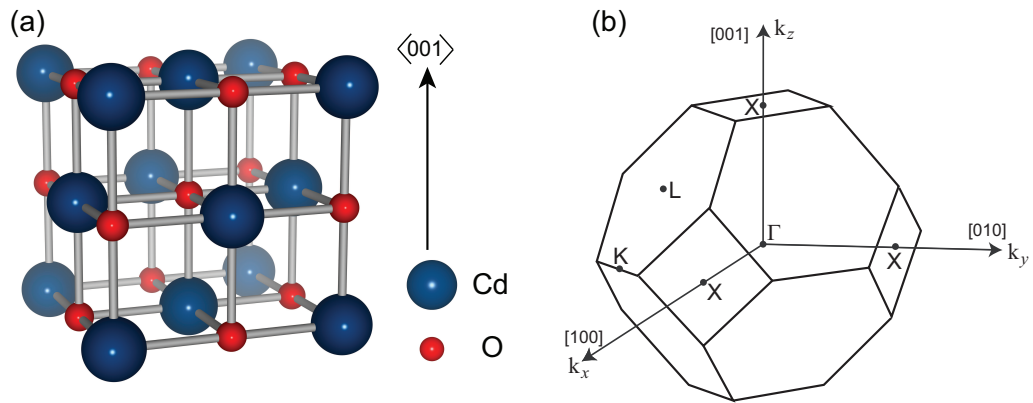 (a)
⟨001⟩
Cd
O
(b)
[001]
k_z
X
L
Γ
[010]
K
X
X
k_y
[100]
k_x